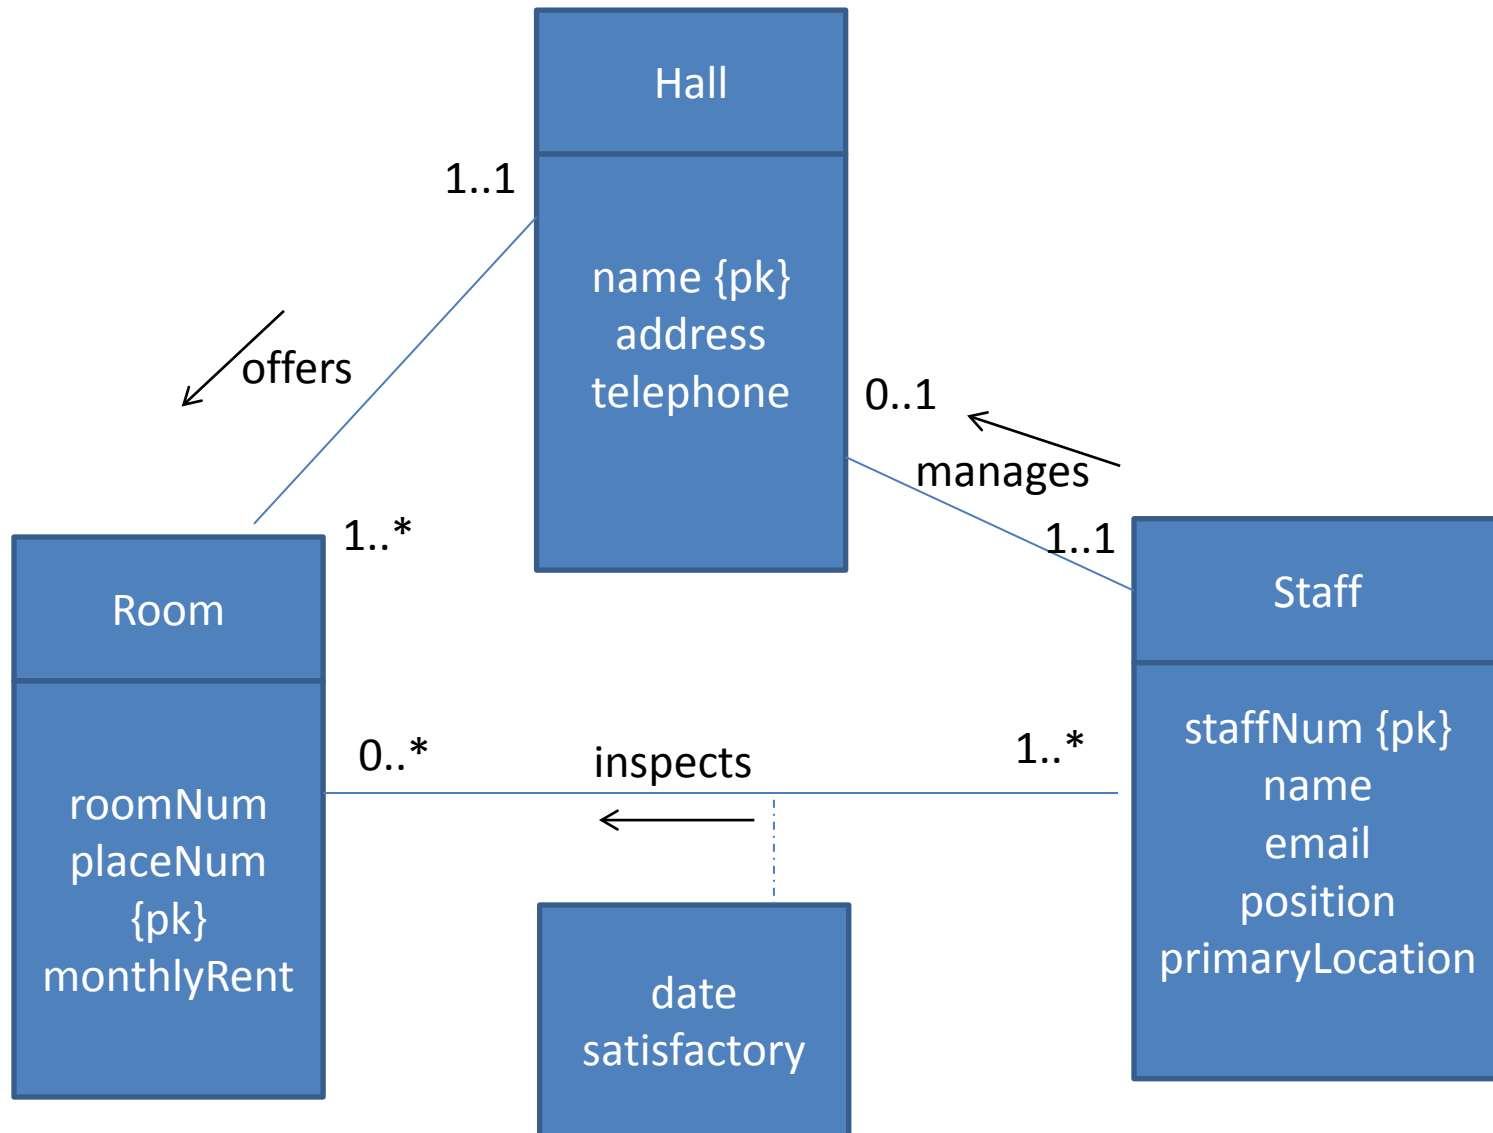 Hall
name {pk}
address
telephone
1..1
offers
1..*
0..1
manages
1..1
Room
roomNum
placeNum
{pk}
monthlyRent
0..*
inspects
1..*
date
satisfactory
Staff
staffNum {pk}
name
email
position
primaryLocation